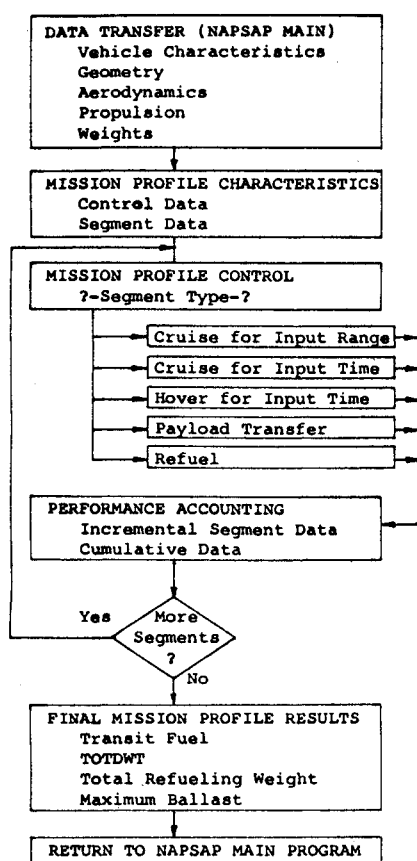 DATA TRANSFER (NAPSAP MAIN)
Vehicle Characteristics
Geometry
Aerodynamics
Propulsion
Weights
MISSION PROFILE CHARACTERISTICS
Control Data
Segment Data
MISSION PROFILE CONTROL
?-Segment Type-?
Cruise for Input Range
Cruise for Input Time
Hover for Input Time
Payload Transfer
Refuel
PERFORMANCE ACCOUNTING
Incremental Segment Data
Cumulative Data
Yes
More
Segments
?
No
FINAL MISSION PROFILE RESULTS
Transit Fuel
TOTDWT
Total Refueling Weight
Maximum Ballast
RETURN TO NAPSAP MAIN PROGRAM